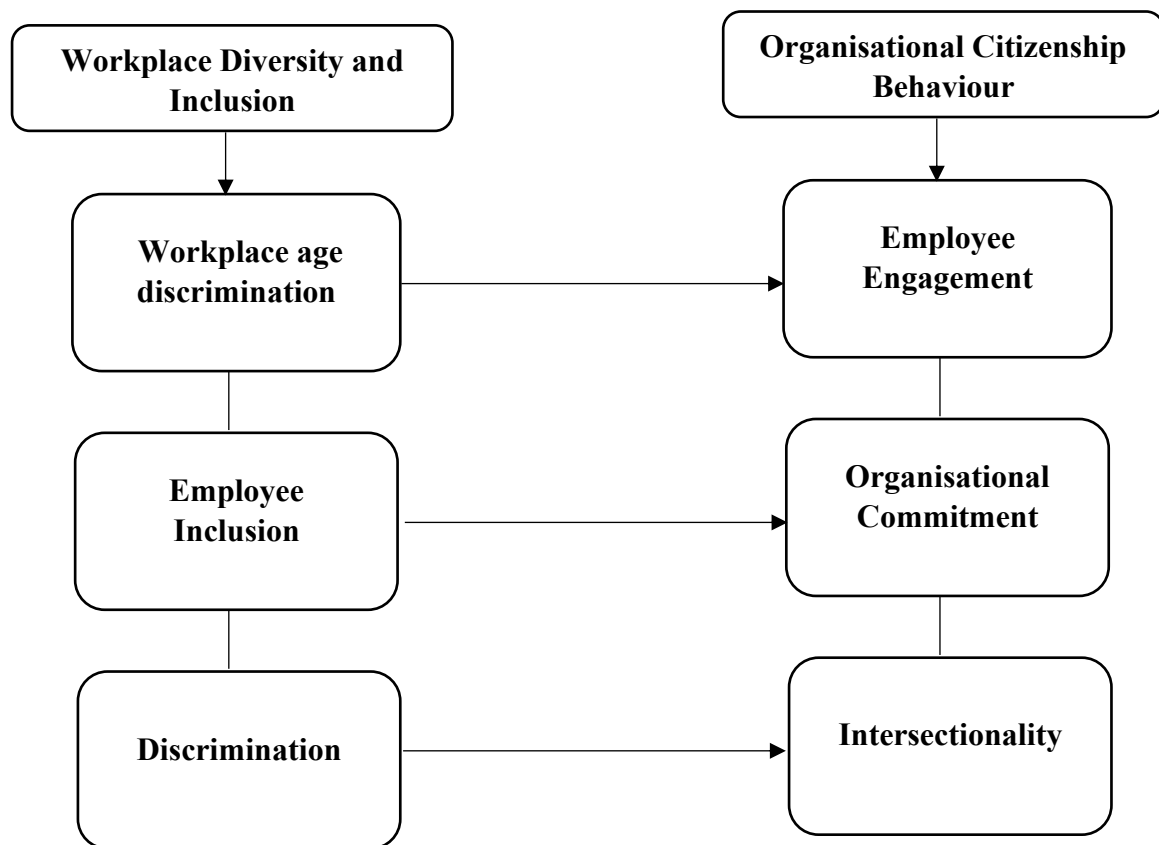 Workplace Diversity and
Inclusion
Organisational Citizenship
Behaviour
Workplace age
discrimination
Employee
Engagement
Employee
Inclusion
Organisational
Commitment
Discrimination
Intersectionality